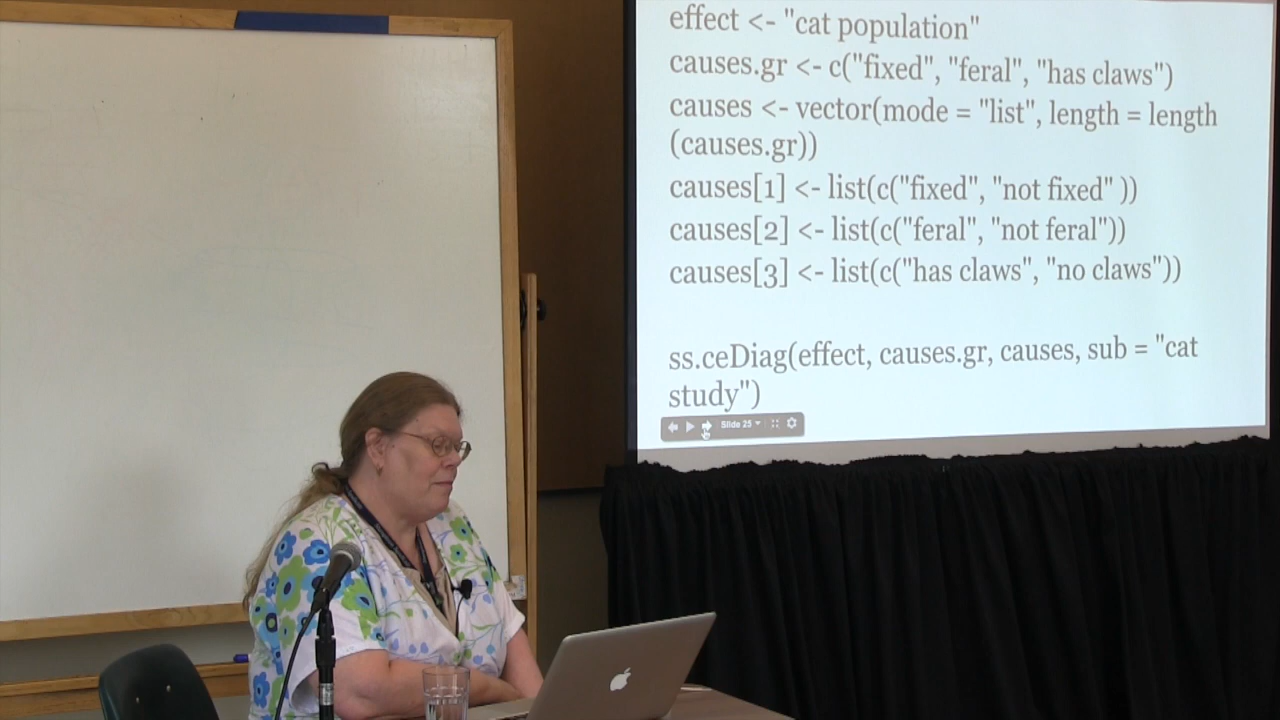 effect <- "cat population"
causes.gr <- c("fixed", "feral", "has claws")
causes <- vector(mode = "list", length = length
(causes.gr))
causes[1] <- list(c("fixed", "not fixed" ))
causes[2] <- list(c("feral", "not feral"))
causes[3] <- list(c("has claws", "no claws"))
ss.ceDiag(effect, causes.gr, causes, sub = "cat
study")
Slide 25